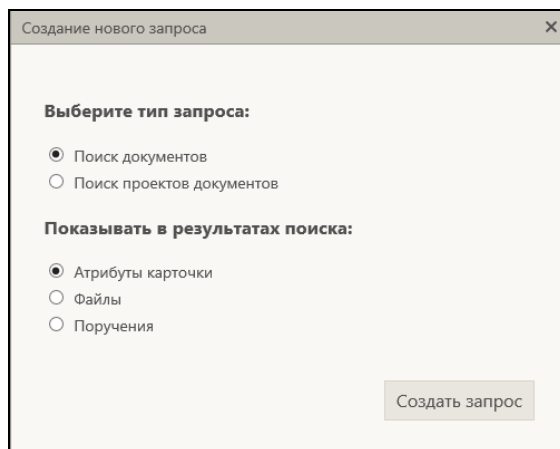 Создание нового запроса
Выберите тип запроса:
Поиск документов
Поиск проектов документов
Показывать в результатах поиска:
Атрибуты карточки
Файлы
Поручения
Создать запрос